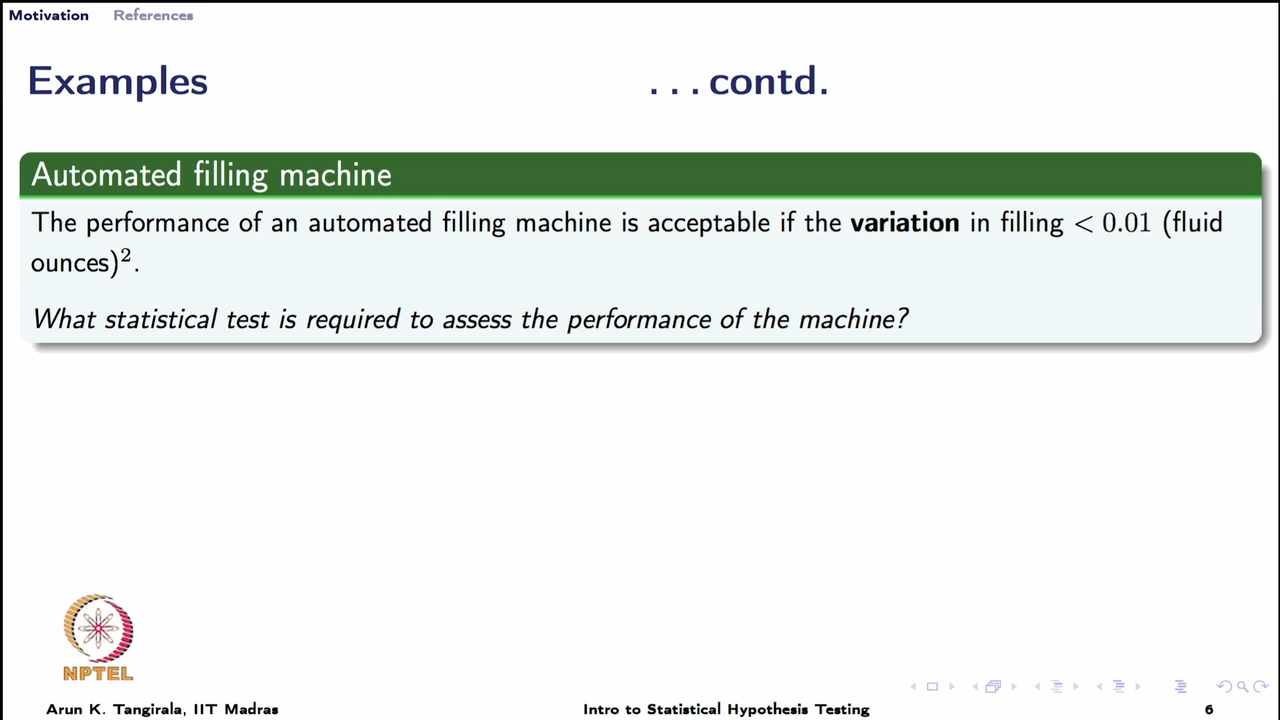 Motivation References
Examples ...contd.
Automated filling machine
The performance of an automated filling machine is acceptable if the variation in filling < 0.01 (fluid
ounces)².
What statistical test is required to assess the performance of the machine?
NPTEL
Arun K. Tangirala, IIT Madras Intro to Statistical Hypothesis Testing 6